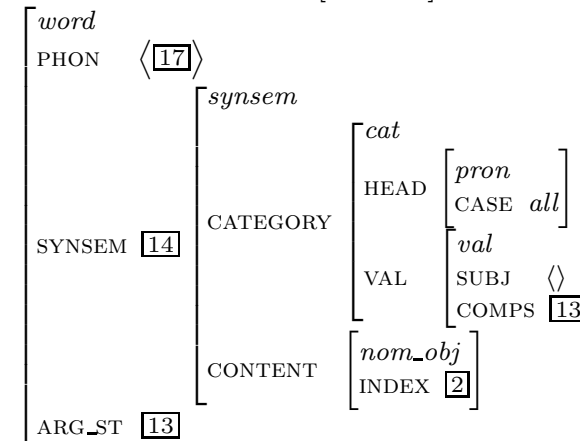 word
PHON ⟨17⟩
synsem
cat
HEAD
pron
CASE all
CATEGORY
SYNSEM 14
VAL
val
SUBJ ⟨⟩
COMPS 13
CONTENT
nom_obj
INDEX 2
ARG_ST 13